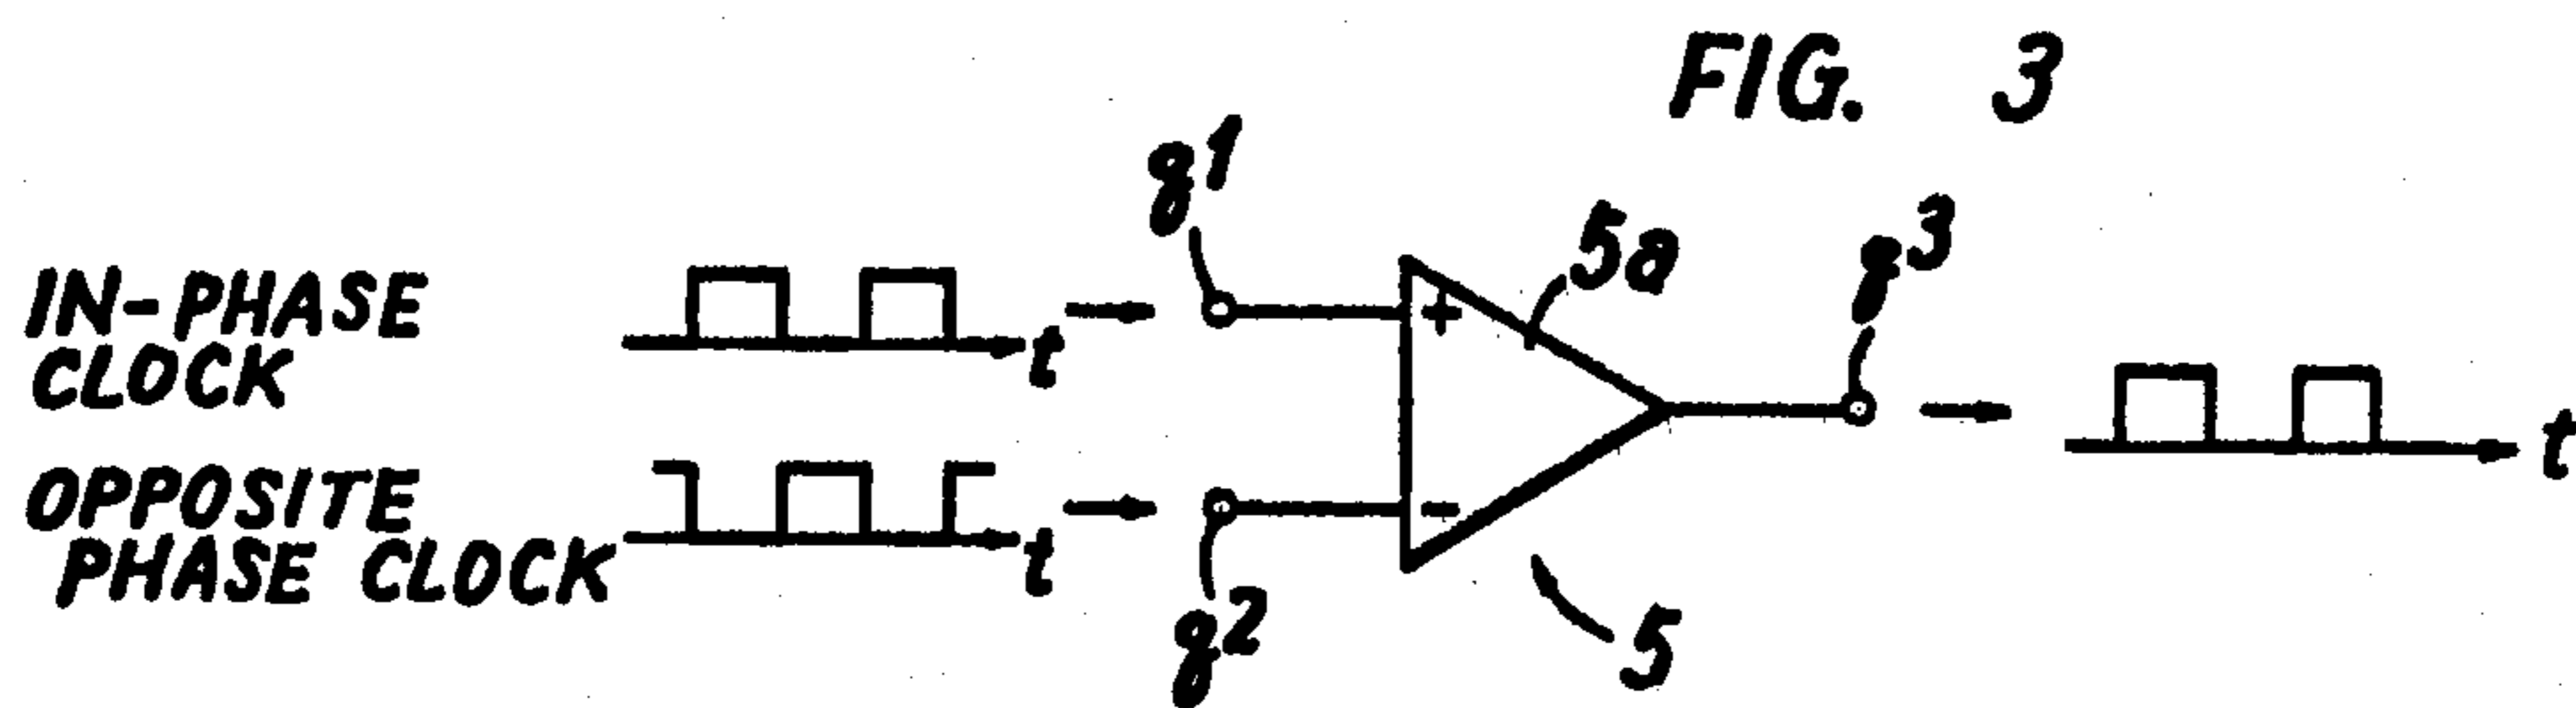 FIG. 3
g1
5a
g3
IN-PHASE
CLOCK
t
+
t
OPPOSITE
PHASE CLOCK
t
-
g2
5